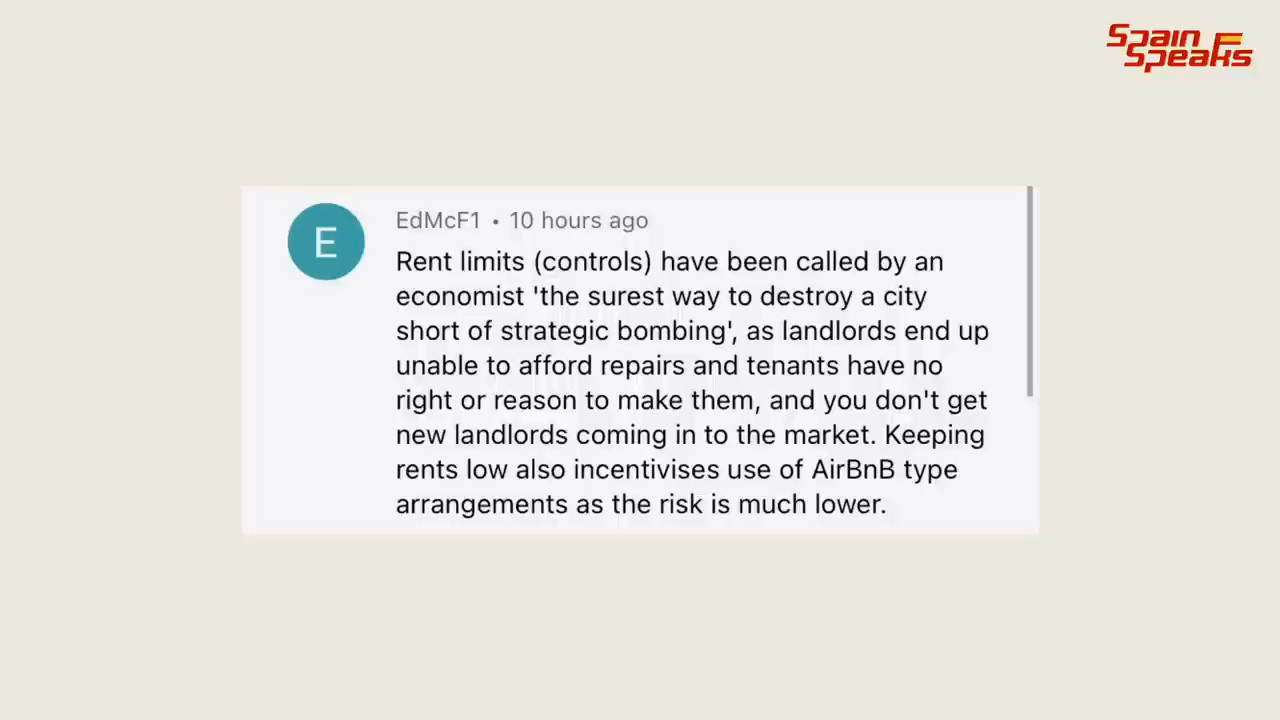 Spain
Speaks
E
EdMcF1 • 10 hours ago
Rent limits (controls) have been called by an
economist 'the surest way to destroy a city
short of strategic bombing', as landlords end up
unable to afford repairs and tenants have no
right or reason to make them, and you don't get
new landlords coming in to the market. Keeping
rents low also incentivises use of AirBnB type
arrangements as the risk is much lower.